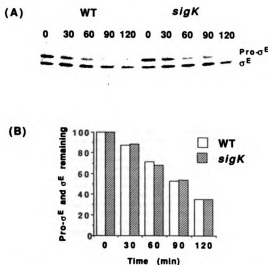 (A)
WT sigK
0 30 60 90 120 0 30 60 90 120
Pro-σE
σE
(B)
Pro-σE and σE remaining
100
80
60
40
20
0
WT
sigK
0 30 60 90 120
Time (min)